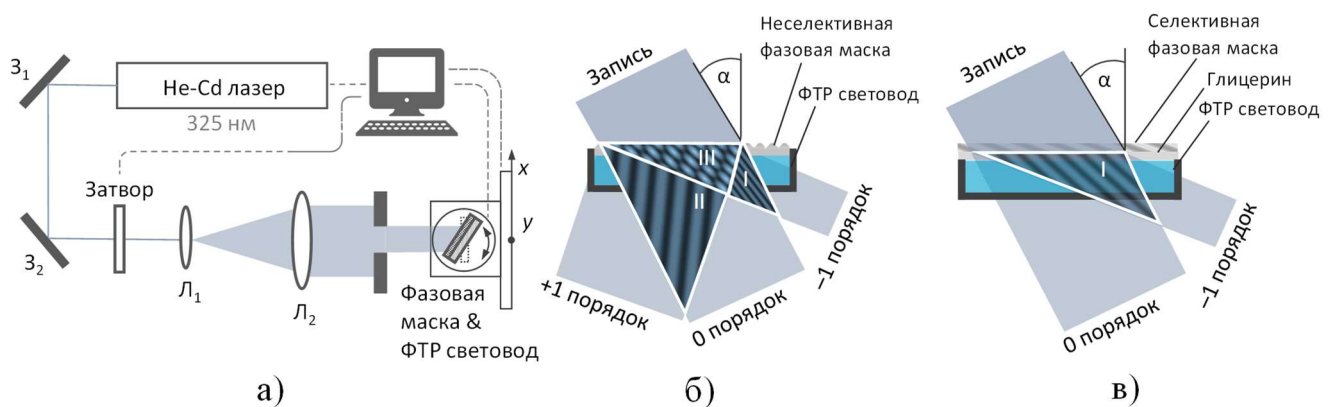 З1
He-Cd лазер
325 нм
Затвор
x
y
З2
Л1
Л2
Фазовая
маска &
ФТР световод
а)
Неселективная
фазовая маска
Запись
α
ФТР световод
III
I
II
+1 порядок
0 порядок
–1 порядок
б)
Селективная
фазовая маска
Запись
α
Глицерин
ФТР световод
I
0 порядок
–1 порядок
в)